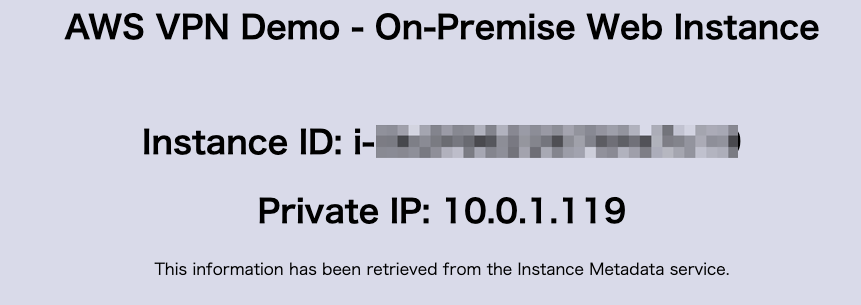 AWS VPN Demo - On-Premise Web Instance
Instance ID: i-
Private IP: 10.0.1.119
This information has been retrieved from the Instance Metadata service.